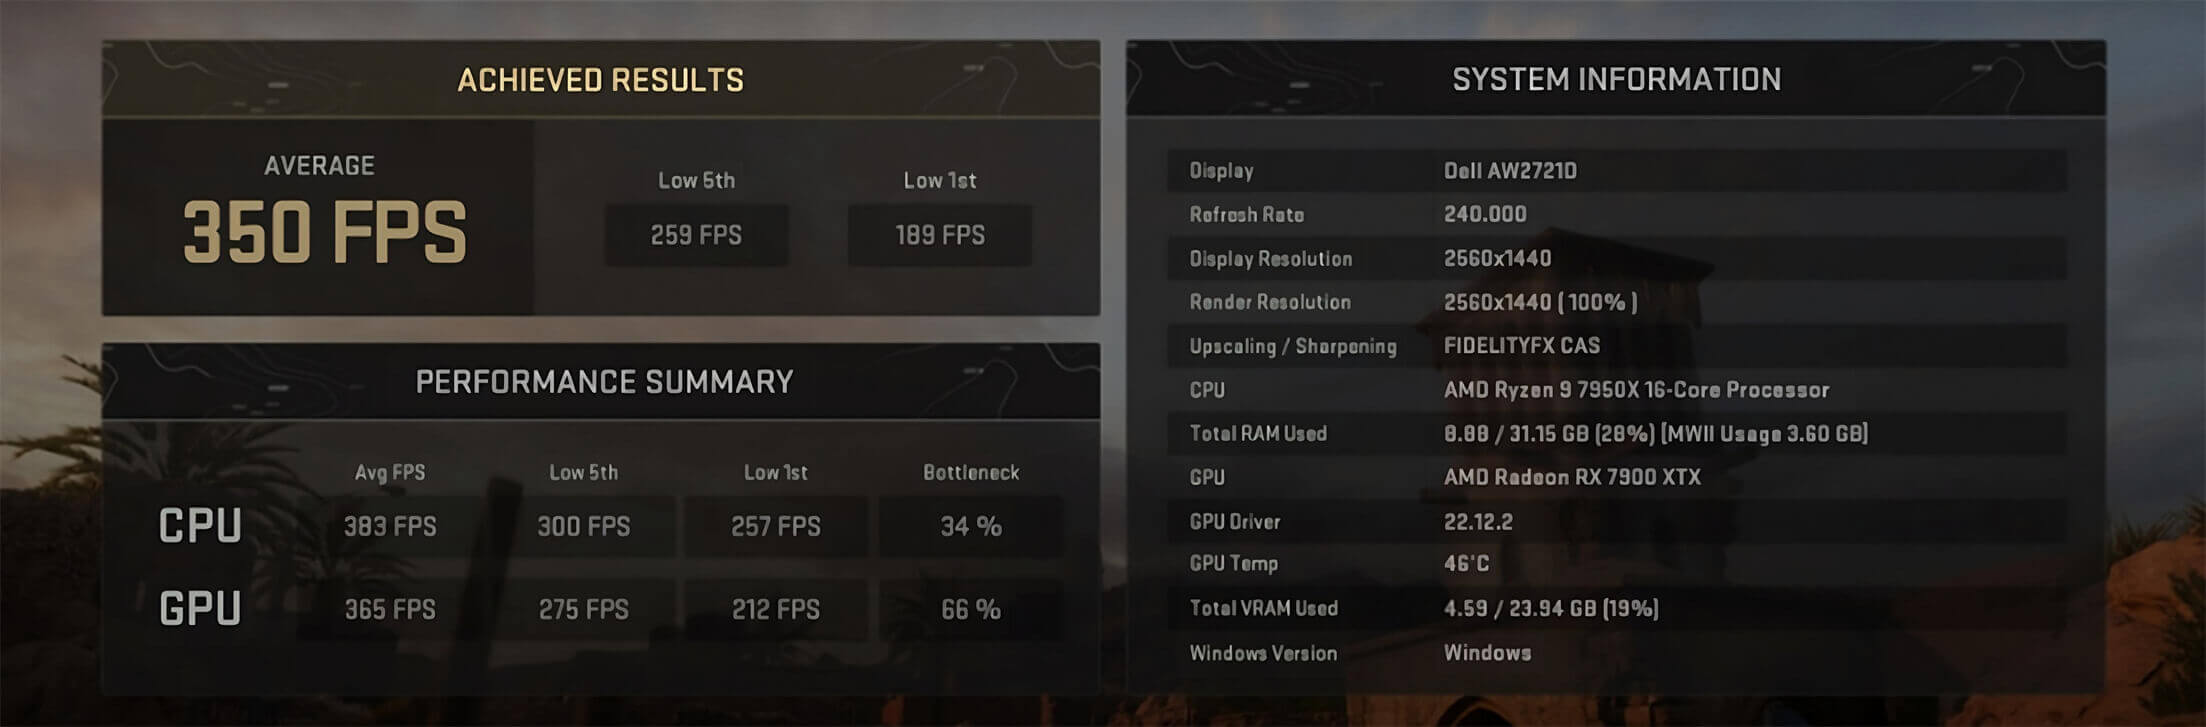 ACHIEVED RESULTS
AVERAGE
350 FPS
Low 5th
259 FPS
Low 1st
189 FPS
PERFORMANCE SUMMARY
Avg FPS Low 5th Low 1st Bottleneck
CPU 383 FPS 300 FPS 257 FPS 34 %
GPU 365 FPS 275 FPS 212 FPS 66 %
SYSTEM INFORMATION
Display Dell AW2721D
Refresh Rate 240.000
Display Resolution 2560x1440
Render Resolution 2560x1440 ( 100% )
Upscaling / Sharpening FIDELITYFX CAS
CPU AMD Ryzen 9 7950X 16-Core Processor
Total RAM Used 8.88 / 31.15 GB (28%) [MWII Usage 3.60 GB]
GPU AMD Radeon RX 7900 XTX
GPU Driver 22.12.2
GPU Temp 46'C
Total VRAM Used 4.59 / 23.94 GB (19%)
Windows Version Windows